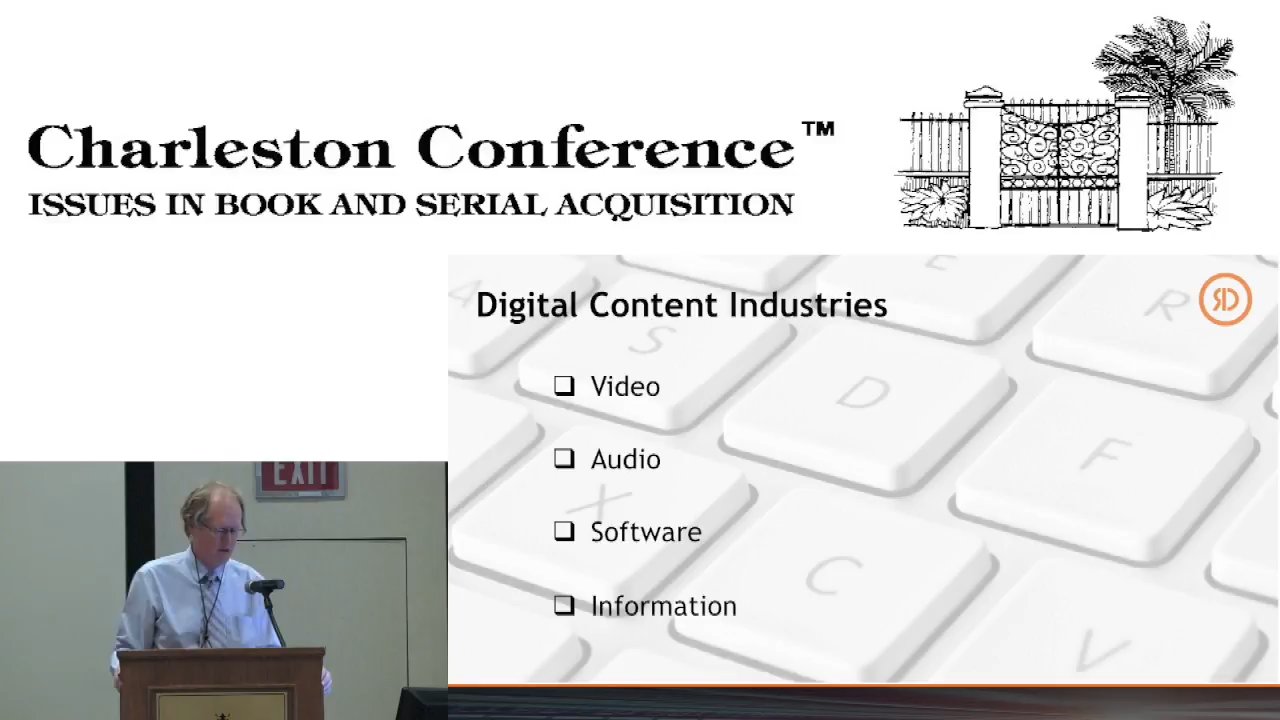 Charleston Conference™
ISSUES IN BOOK AND SERIAL ACQUISITION
Digital Content Industries
❑ Video
❑ Audio
❑ Software
❑ Information
EXIT
A
S
E
R
D
F
X
C
V